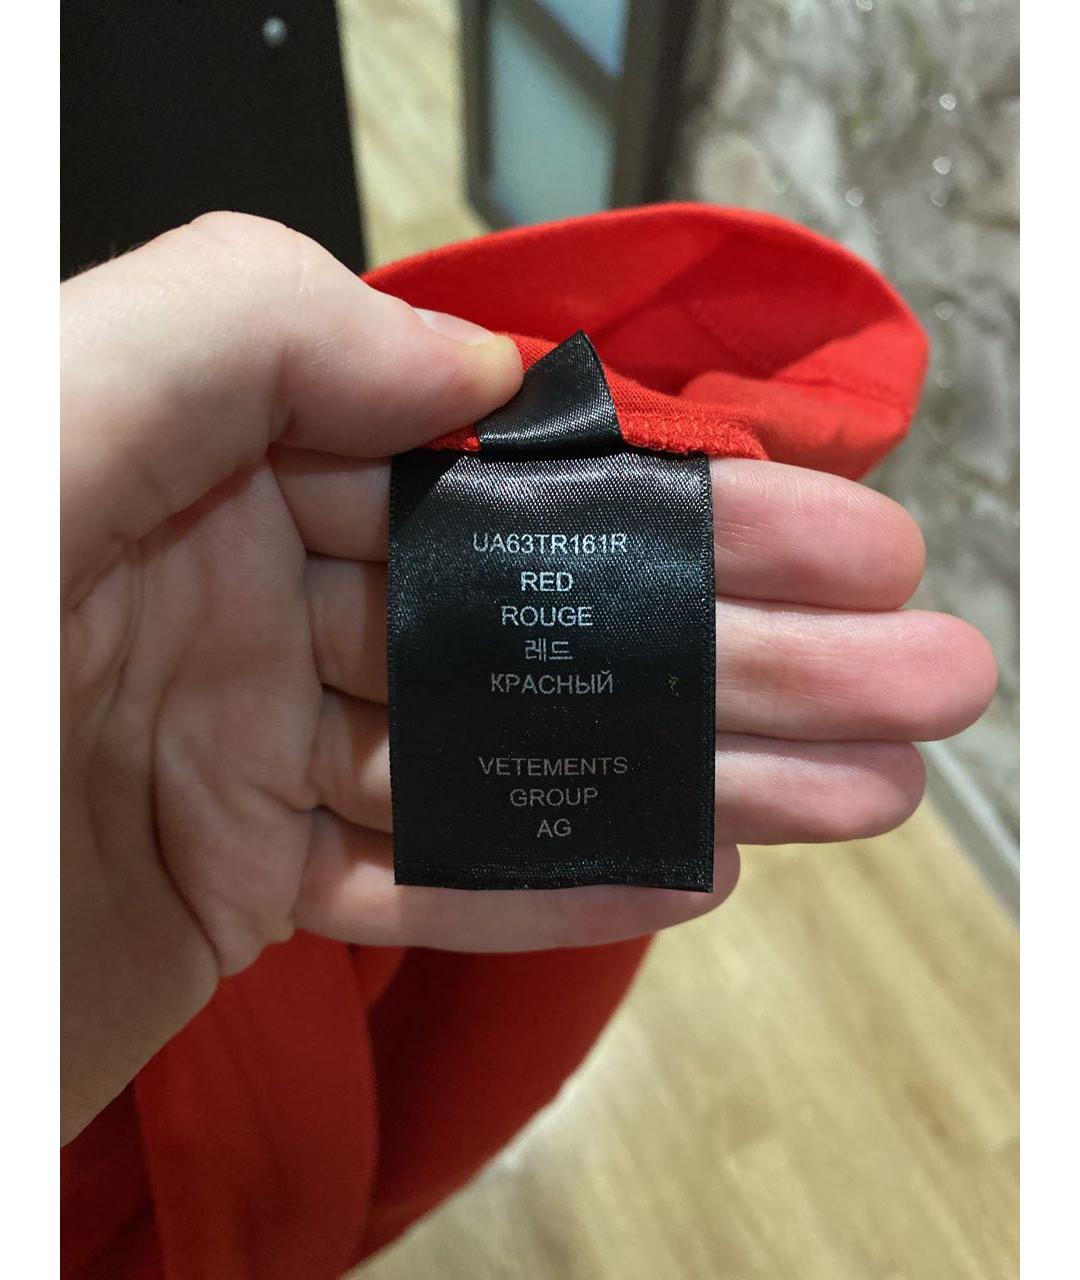 UA63TR161R
RED
ROUGE
레드
КРАСНЫЙ
VETEMENTS
GROUP
AG